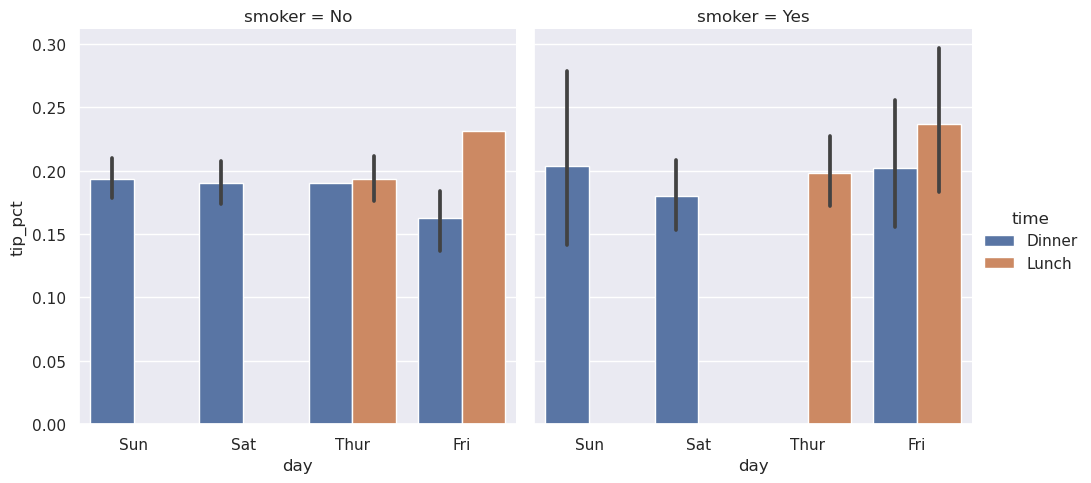 smoker = No
smoker = Yes
tip_pct
0.30
0.25
0.20
0.15
0.10
0.05
0.00
Sun Sat Thur Fri
day
Sun Sat Thur Fri
day
time
Dinner
Lunch